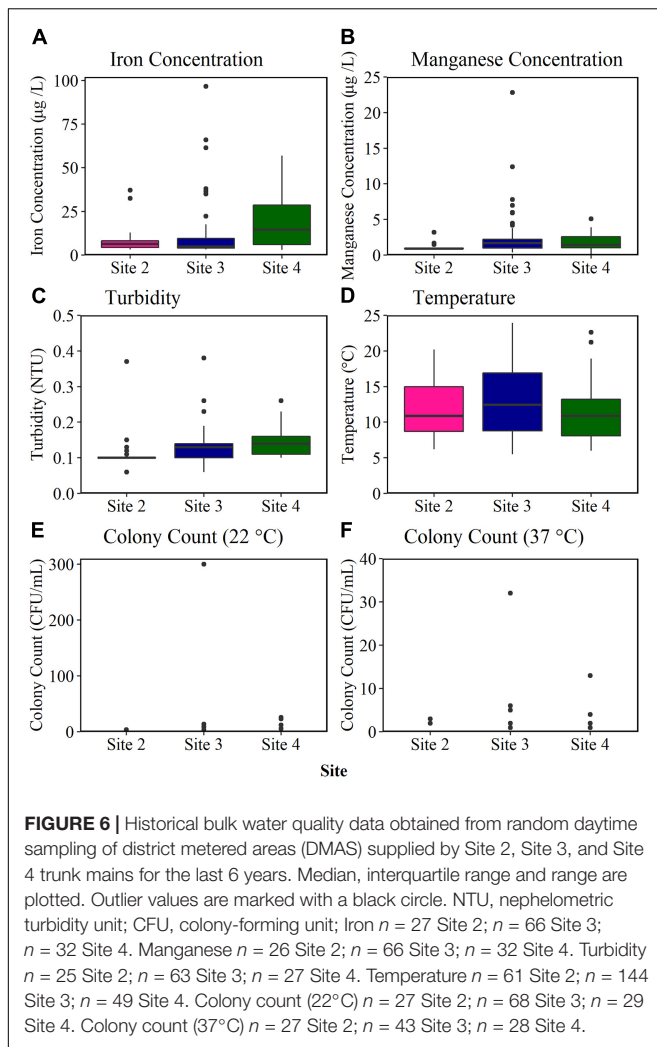 A
Iron Concentration
Iron Concentration (µg /L)
100
75
50
25
0
Site 2 Site 3 Site 4
B
Manganese Concentration
Manganese Concentration (µg /L)
25
20
15
10
5
0
Site 2 Site 3 Site 4
C
Turbidity
Turbidity (NTU)
0.5
0.4
0.3
0.2
0.1
0.0
Site 2 Site 3 Site 4
D
Temperature
Temperature (°C)
25
20
15
10
5
0
Site 2 Site 3 Site 4
E
Colony Count (22 °C)
Colony Count (CFU/mL)
300
200
100
0
Site 2 Site 3 Site 4
F
Colony Count (37 °C)
Colony Count (CFU/mL)
40
30
20
10
0
Site 2 Site 3 Site 4
Site
FIGURE 6 | Historical bulk water quality data obtained from random daytime
sampling of district metered areas (DMAS) supplied by Site 2, Site 3, and Site
4 trunk mains for the last 6 years. Median, interquartile range and range are
plotted. Outlier values are marked with a black circle. NTU, nephelometric
turbidity unit; CFU, colony-forming unit; Iron n = 27 Site 2; n = 66 Site 3;
n = 32 Site 4. Manganese n = 26 Site 2; n = 66 Site 3; n = 32 Site 4. Turbidity
n = 25 Site 2; n = 63 Site 3; n = 27 Site 4. Temperature n = 61 Site 2; n = 144
Site 3; n = 49 Site 4. Colony count (22°C) n = 27 Site 2; n = 68 Site 3; n = 29
Site 4. Colony count (37°C) n = 27 Site 2; n = 43 Site 3; n = 28 Site 4.